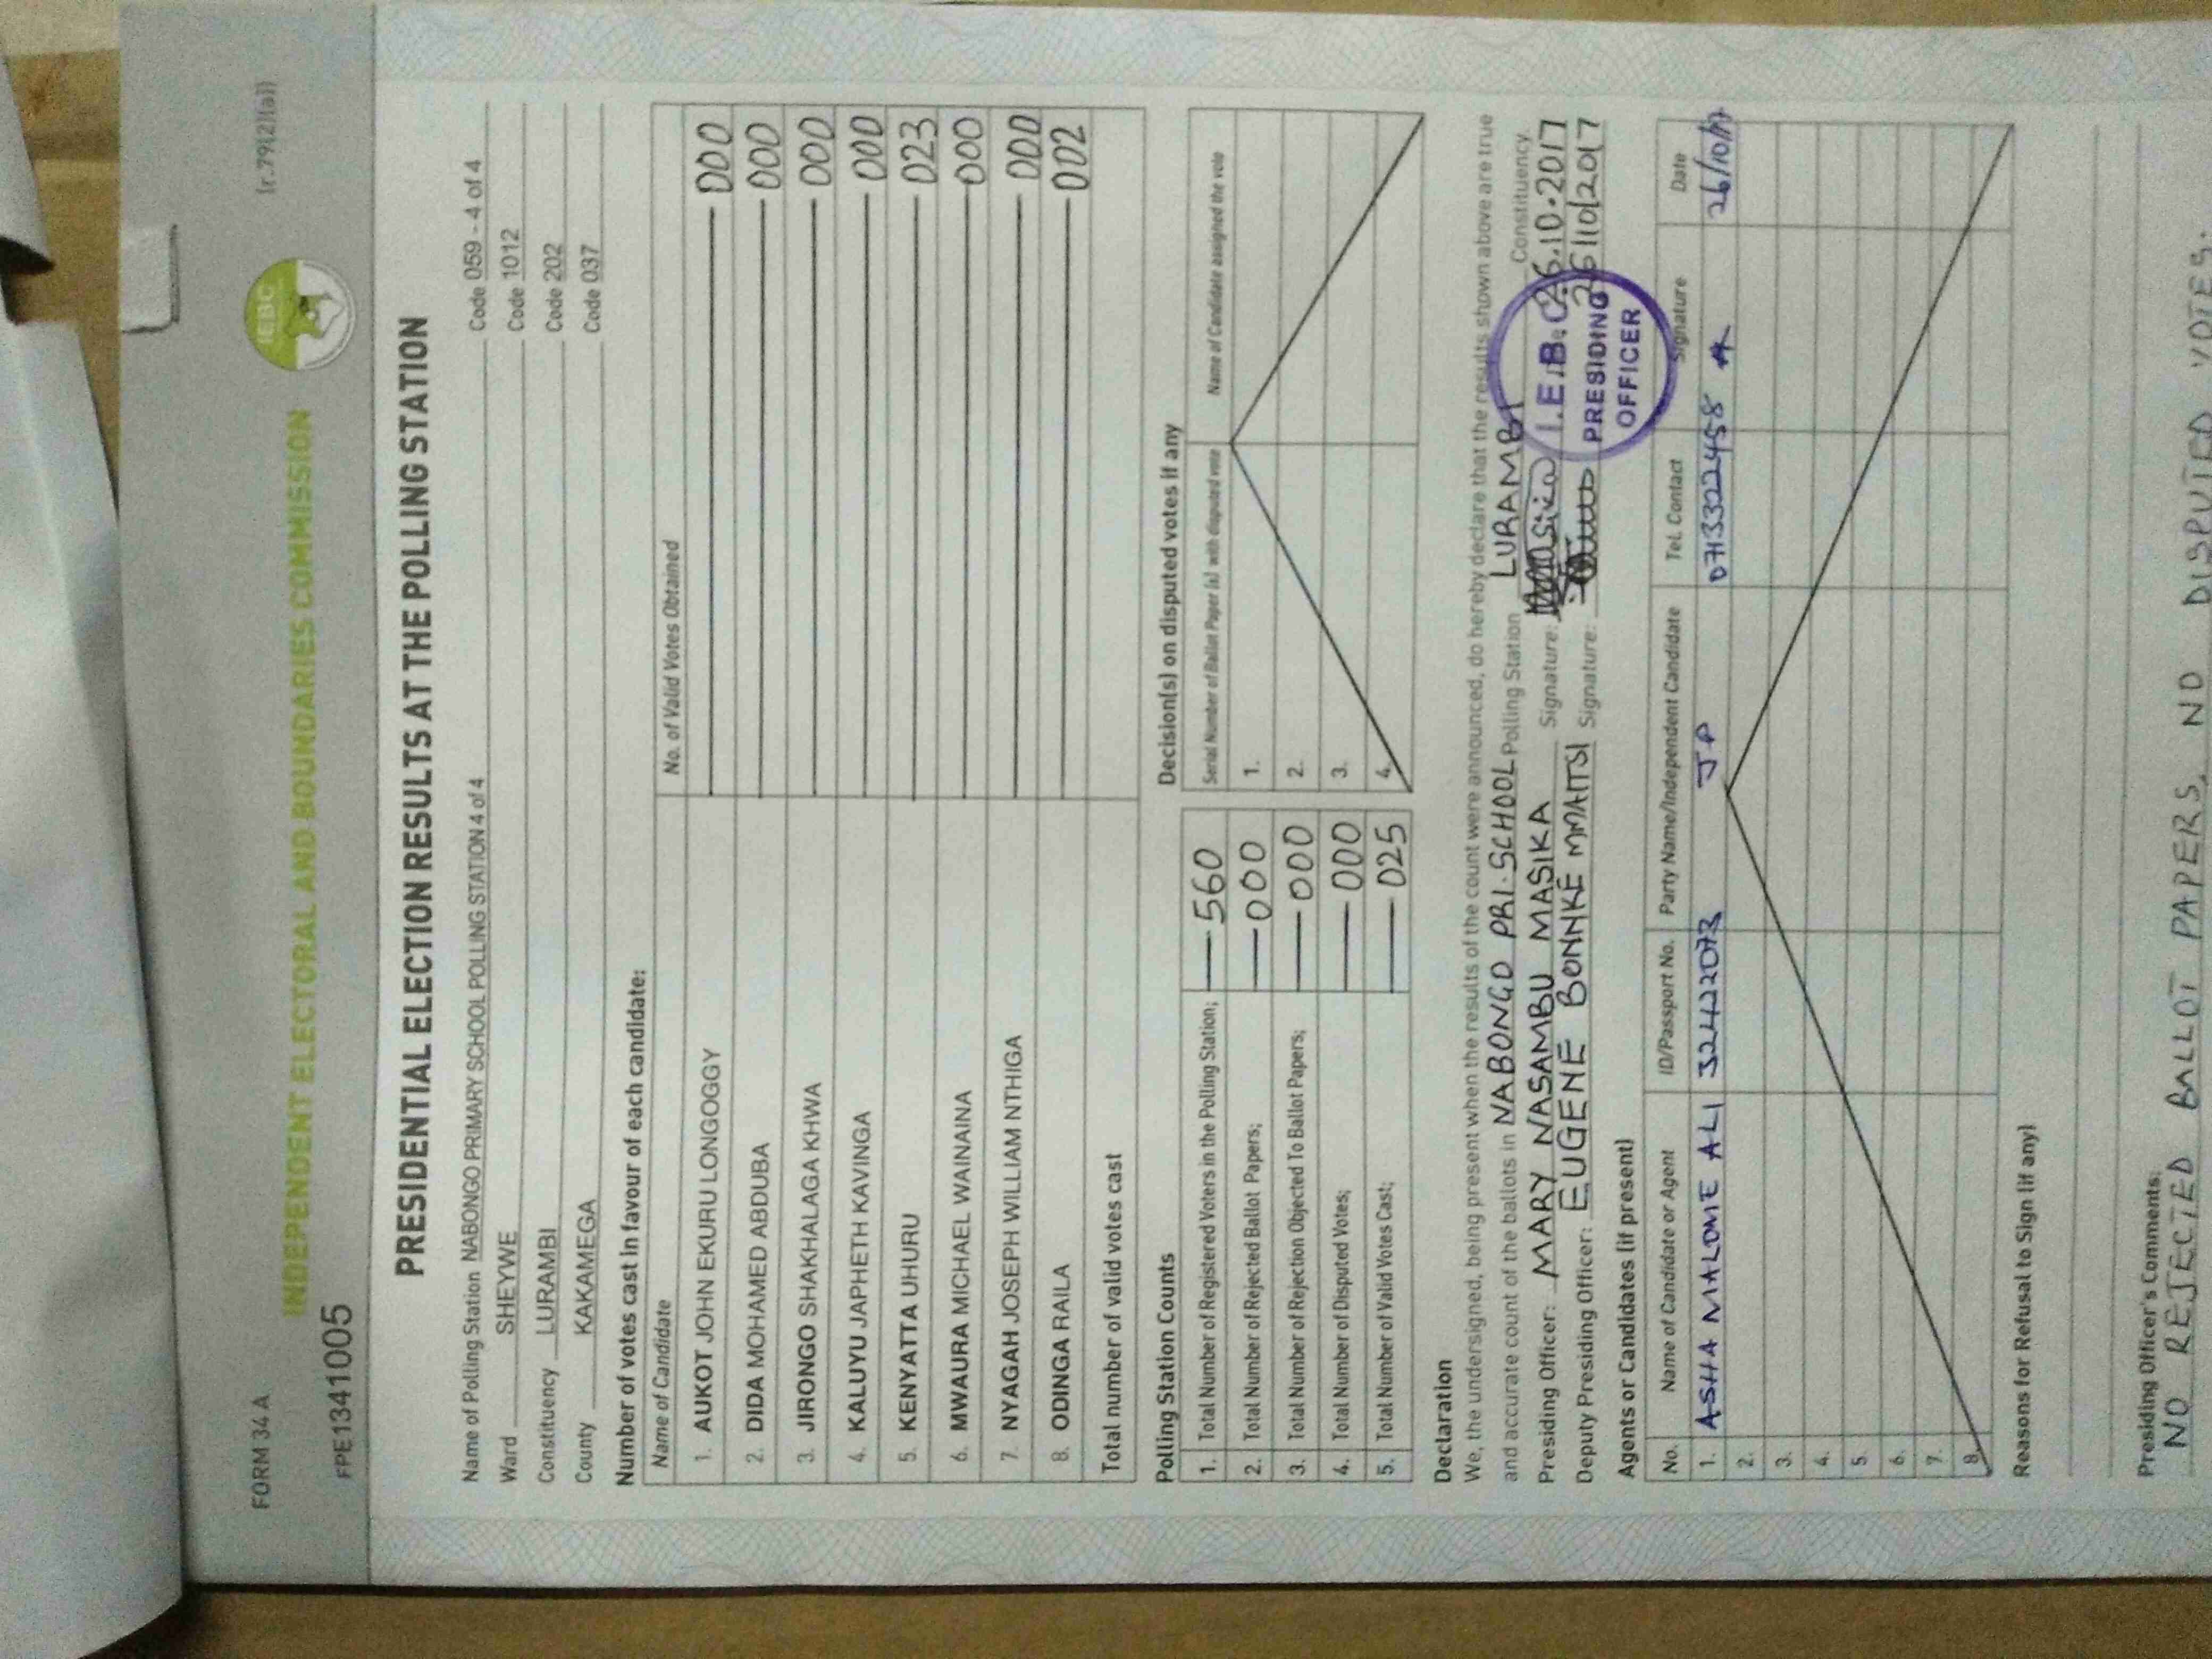 FORM 34 A
(r.79(2)(a))
INDEPENDENT ELECTORAL AND BOUNDARIES COMMISSION
IEBC
FPE1341005
PRESIDENTIAL ELECTION RESULTS AT THE POLLING STATION
Name of Polling Station NABONGO PRIMARY SCHOOL POLLING STATION 4 of 4 Code 059 - 4 of 4
Ward SHEYWE Code 1012
Constituency LURAMBI Code 202
County KAKAMEGA Code 037
Number of votes cast in favour of each candidate:
Name of Candidate No. of Valid Votes Obtained
1. AUKOT JOHN EKURU LONGOGGY 000
2. DIDA MOHAMED ABDUBA 000
3. JIRONGO SHAKHALAGA KHWA 000
4. KALUYU JAPHETH KAVINGA 000
5. KENYATTA UHURU 023
6. MWAURA MICHAEL WAINAINA 000
7. NYAGAH JOSEPH WILLIAM NTHIGA 000
8. ODINGA RAILA 002
Total number of valid votes cast
Polling Station Counts
1. Total Number of Registered Voters in the Polling Station; 560
2. Total Number of Rejected Ballot Papers; 000
3. Total Number of Rejection Objected To Ballot Papers; 000
4. Total Number of Disputed Votes; 000
5. Total Number of Valid Votes Cast; 025
Decision(s) on disputed votes if any
Serial Number of Ballot Paper (s) with disputed vote Name of Candidate assigned the vote
1.
2.
3.
4.
Declaration
We, the undersigned, being present when the results of the count were announced, do hereby declare that the results shown above are true
and accurate count of the ballots in NABONGO PRI. SCHOOL Polling Station LURAMBI Constituency
Presiding Officer: MARY NASAMBU MASIKA Signature: 26.10.2017
Deputy Presiding Officer: EUGENE BONNKE MMAITSI Signature: 26/10/2017
I.E.B.C
PRESIDING
OFFICER
Agents or Candidates (if present)
No. Name of Candidate or Agent ID/Passport No. Party Name/Independent Candidate Tel. Contact Signature Date
1. ASHA MALOME ALI 32422073 JP 0713322458 26/10/17
2.
3.
4.
5.
6.
7.
8.
Reasons for Refusal to Sign (if any)
Presiding Officer's Comments:
NO REJECTED BALLOT PAPERS, NO DISPUTED VOTES.